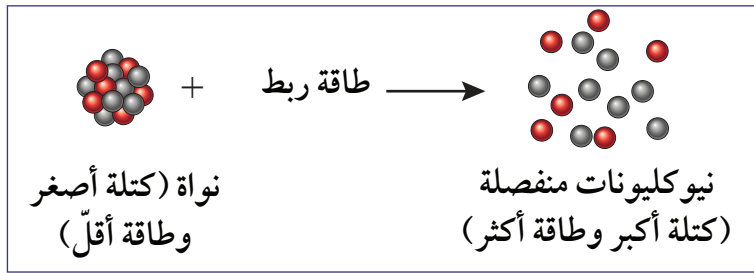 + طاقة ربط
نواة (كتلة أصغر
وطاقة أقلّ)
نيوكليونات منفصلة
(كتلة أكبر وطاقة أكثر)